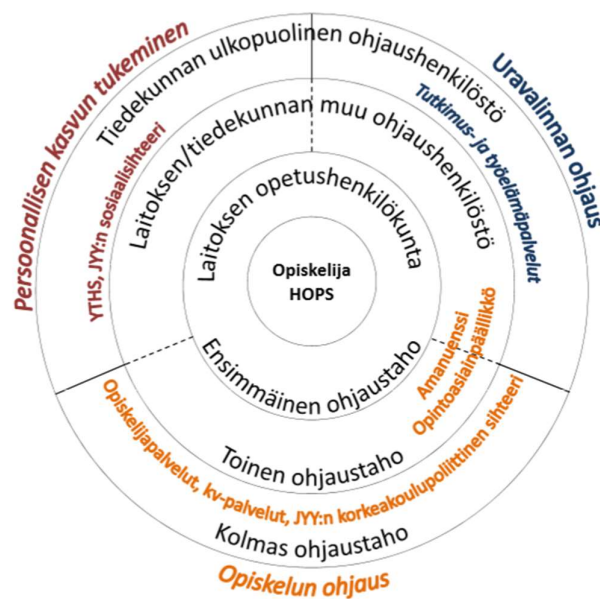 Persoonallisen kasvun tukeminen
Uravalinnan ohjaus
Tiedekunnan ulkopuolinen ohjaushenkilöstö
YTHS, JYY:n sosiaalisihteeri
Tutkimus- ja työelämäpalvelut
Laitoksen/tiedekunnan muu ohjaushenkilöstö
Laitoksen opetushenkilökunta
Opiskelija
HOPS
Ensimmäinen ohjaustaho
Amanuenssi
Opintoasiainpäällikkö
Toinen ohjaustaho
Opiskelijapalvelut, kv-palvelut, JYY:n korkeakoulupoliittinen sihteeri
Kolmas ohjaustaho
Opiskelun ohjaus